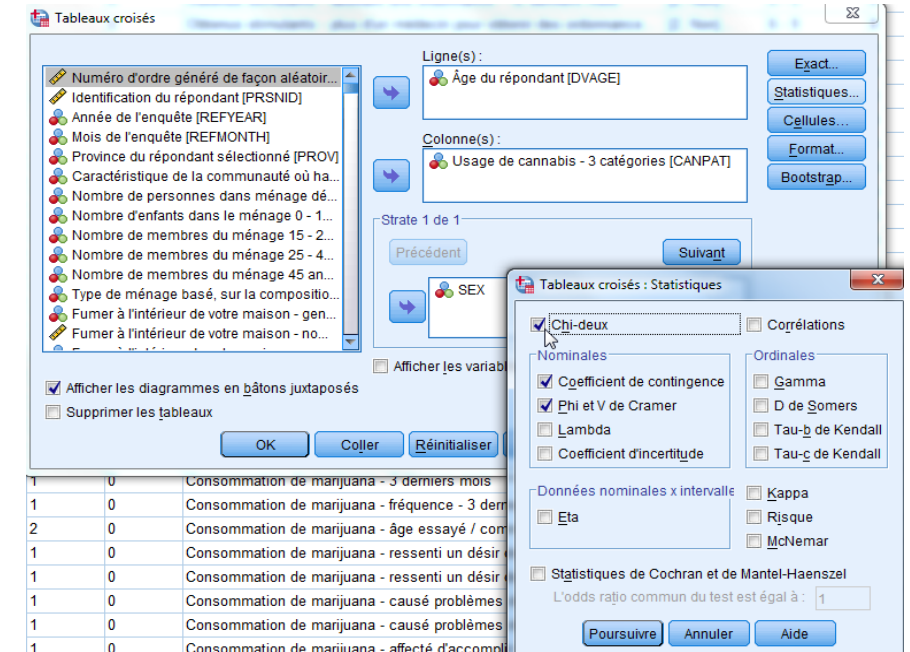 Tableaux croisés
Ligne(s) :
Numéro d'ordre généré de façon aléatoir...
Identification du répondant [PRSNID]
Année de l'enquête [REFYEAR]
Mois de l'enquête [REFMONTH]
Province du répondant sélectionné [PROV]
Caractéristique de la communauté où ha...
Nombre de personnes dans ménage dé...
Nombre d'enfants dans le ménage 0 - 1...
Nombre de membres du ménage 15 - 2...
Nombre de membres du ménage 25 - 4...
Nombre de membres du ménage 45 an...
Type de ménage basé, sur la compositio...
Fumer à l'intérieur de votre maison - gen...
Fumer à l'intérieur de votre maison - no...
Âge du répondant [DVAGE]
Colonne(s) :
Usage de cannabis - 3 catégories [CANPAT]
Strate 1 de 1
Précédent
Suivant
SEX
Exact...
Statistiques...
Cellules...
Format...
Bootstrap...
Afficher les variabl
Afficher les diagrammes en bâtons juxtaposés
Supprimer les tableaux
OK
Coller
Réinitialiser
Tableaux croisés : Statistiques
Chi-deux
Corrélations
Nominales
Coefficient de contingence
Phi et V de Cramer
Lambda
Coefficient d'incertitude
Ordinales
Gamma
D de Somers
Tau-b de Kendall
Tau-c de Kendall
Données nominales x intervalle
Eta
Kappa
Risque
McNemar
Statistiques de Cochran et de Mantel-Haenszel
L'odds ratio commun du test est égal à : 1
Poursuivre
Annuler
Aide
1 0 Consommation de marijuana - 3 derniers mois
1 0 Consommation de marijuana - fréquence - 3 dern
2 0 Consommation de marijuana - âge essayé / com
1 0 Consommation de marijuana - ressenti un désir
1 0 Consommation de marijuana - ressenti un désir
1 0 Consommation de marijuana - causé problèmes
1 0 Consommation de marijuana - causé problèmes
1 0 Consommation de marijuana - affecté d'accompli